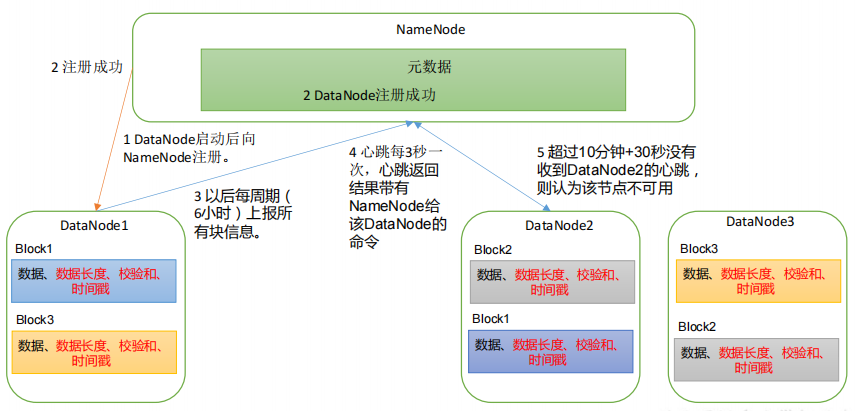 NameNode
元数据
2 DataNode注册成功
2 注册成功
1 DataNode启动后向
NameNode注册。
3 以后每周期（
6小时）上报所
有块信息。
4 心跳每3秒一
次，心跳返回
结果带有
NameNode给
该DataNode的
命令
5 超过10分钟+30秒没有
收到DataNode2的心跳，
则认为该节点不可用
DataNode1
Block1
数据、数据长度、校验和、
时间戳
Block3
数据、数据长度、校验和、
时间戳
DataNode2
Block2
数据、数据长度、校验和、
时间戳
Block1
数据、数据长度、校验和、
时间戳
DataNode3
Block3
数据、数据长度、校验和、
时间戳
Block2
数据、数据长度、校验和、
时间戳